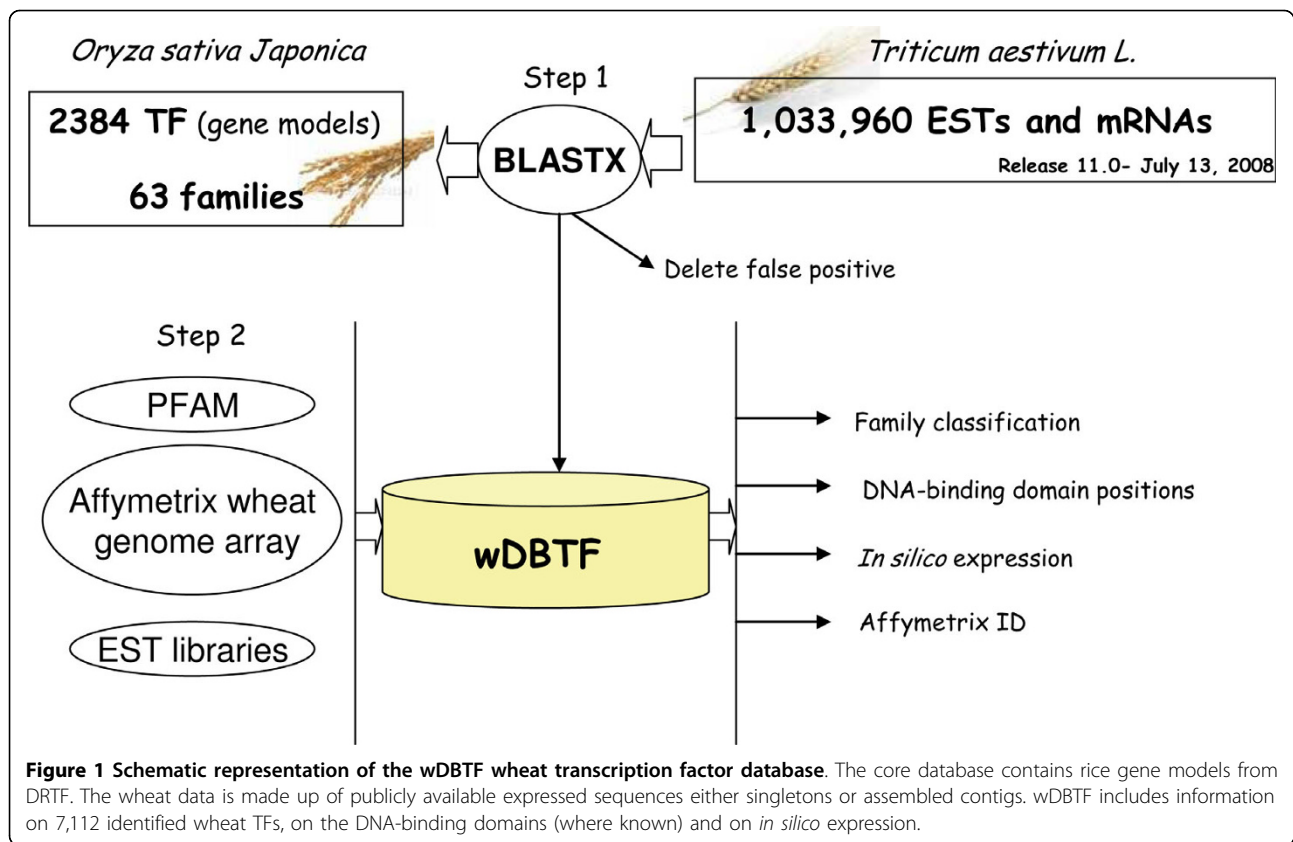 Oryza sativa Japonica
Triticum aestivum L.
Step 1
2384 TF (gene models)
63 families
BLASTX
1,033,960 ESTs and mRNAs
Release 11.0- July 13, 2008
Delete false positive
Step 2
PFAM
Affymetrix wheat
genome array
EST libraries
wDBTF
Family classification
DNA-binding domain positions
In silico expression
Affymetrix ID
Figure 1 Schematic representation of the wDBTF wheat transcription factor database. The core database contains rice gene models from
DRTF. The wheat data is made up of publicly available expressed sequences either singletons or assembled contigs. wDBTF includes information
on 7,112 identified wheat TFs, on the DNA-binding domains (where known) and on in silico expression.